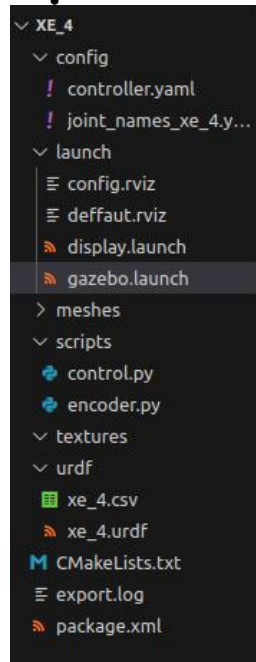 XE_4
config
controller.yaml
joint_names_xe_4.y...
launch
config.rviz
deffaut.rviz
display.launch
gazebo.launch
meshes
scripts
control.py
encoder.py
textures
urdf
xe_4.csv
xe_4.urdf
CMakeLists.txt
export.log
package.xml